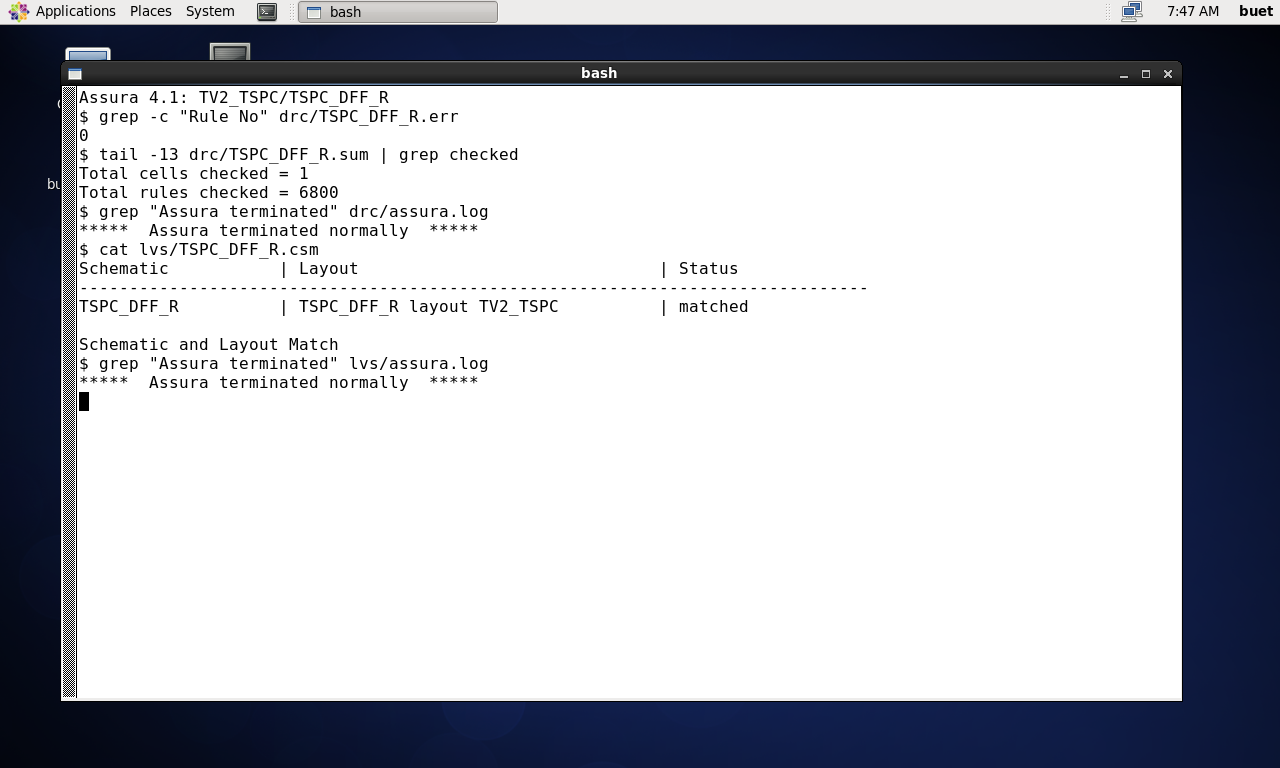 Applications Places System bash 7:47 AM buet
bash
bu
Assura 4.1: TV2_TSPC/TSPC_DFF_R
$ grep -c "Rule No" drc/TSPC_DFF_R.err
0
$ tail -13 drc/TSPC_DFF_R.sum | grep checked
Total cells checked = 1
Total rules checked = 6800
$ grep "Assura terminated" drc/assura.log
***** Assura terminated normally *****
$ cat lvs/TSPC_DFF_R.csm
Schematic | Layout | Status
-------------------------------------------------------------------------------
TSPC_DFF_R | TSPC_DFF_R layout TV2_TSPC | matched
Schematic and Layout Match
$ grep "Assura terminated" lvs/assura.log
***** Assura terminated normally *****